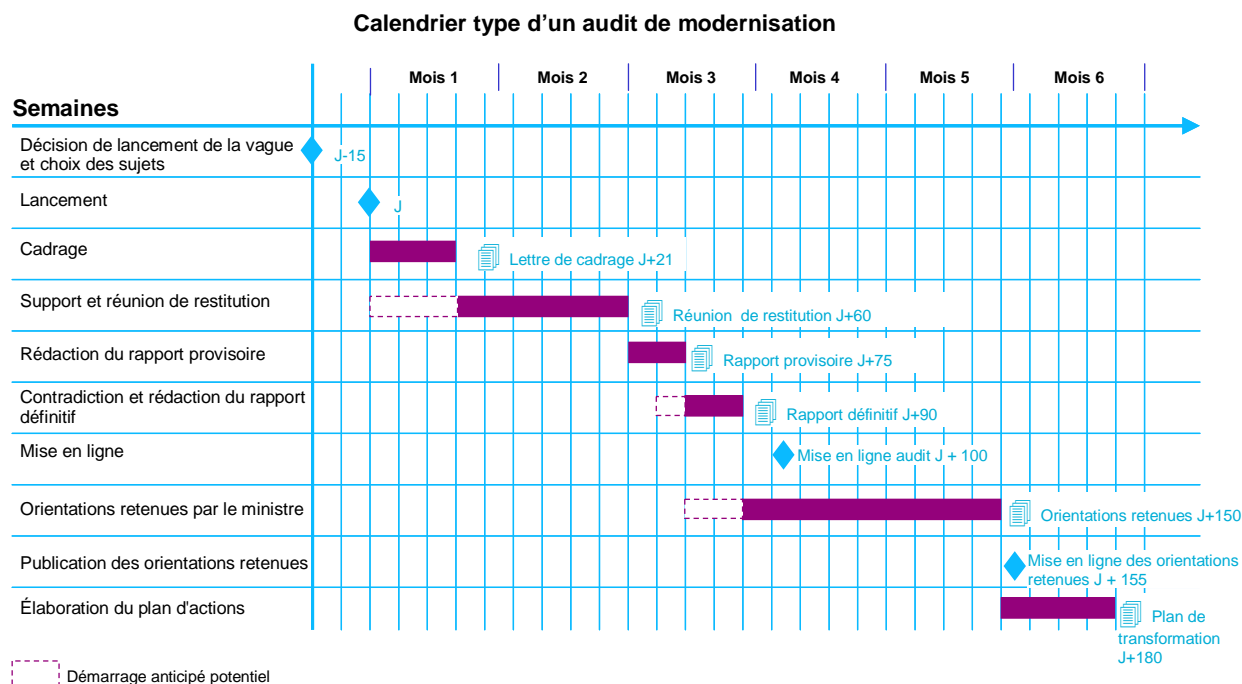 Calendrier type d'un audit de modernisation
Mois 1 Mois 2 Mois 3 Mois 4 Mois 5 Mois 6
Semaines
Décision de lancement de la vague
et choix des sujets
J-15
Lancement
J
Cadrage
Lettre de cadrage J+21
Support et réunion de restitution
Réunion de restitution J+60
Rédaction du rapport provisoire
Rapport provisoire J+75
Contradiction et rédaction du rapport
définitif
Rapport définitif J+90
Mise en ligne
Mise en ligne audit J + 100
Orientations retenues par le ministre
Orientations retenues J+150
Publication des orientations retenues
Mise en ligne des orientations
retenues J + 155
Élaboration du plan d'actions
Plan de
transformation
J+180
Démarrage anticipé potentiel